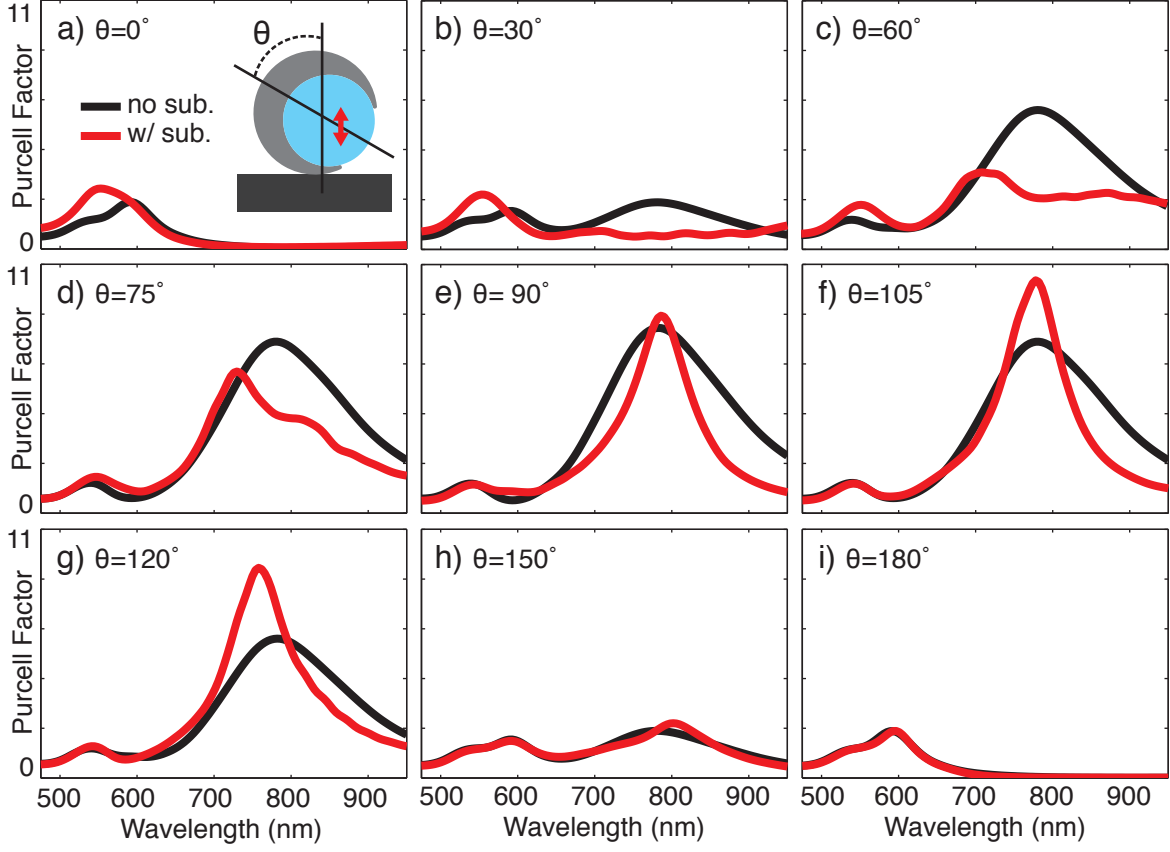 a) θ=0°
θ
no sub.
w/ sub.
b) θ=30°
c) θ=60°
11
Purcell Factor
0
d) θ=75°
e) θ= 90°
f) θ=105°
11
Purcell Factor
0
g) θ=120°
h) θ=150°
i) θ=180°
11
Purcell Factor
0
500 600 700 800 900
500 600 700 800 900
500 600 700 800 900
Wavelength (nm)
Wavelength (nm)
Wavelength (nm)